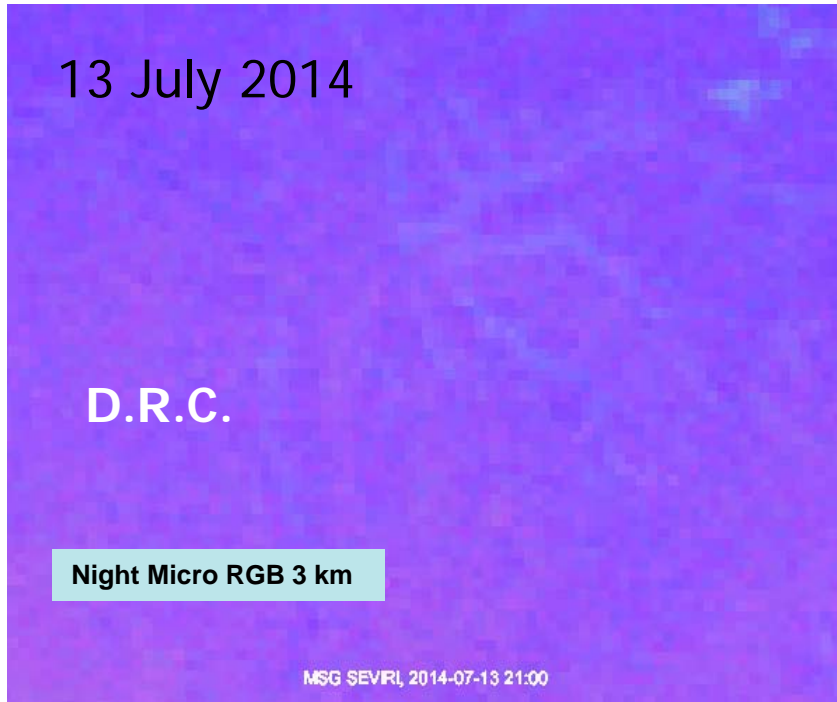 13 July 2014
D.R.C.
Night Micro RGB 3 km
MSG SEVIRI, 2014-07-13 21:00